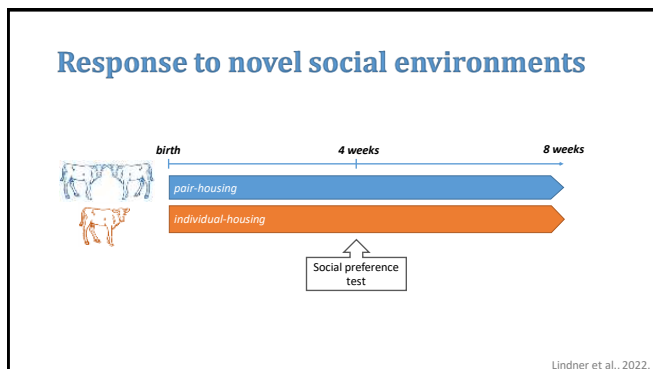 Response to novel social environments
birth 4 weeks 8 weeks
pair-housing
individual-housing
Social preference
test
Lindner et al., 2022.